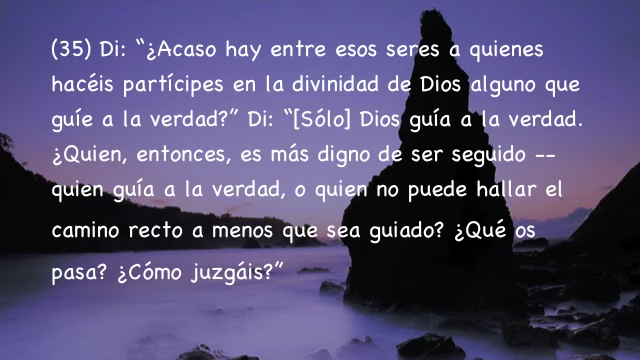 (35) Di: “¿Acaso hay entre esos seres a quienes
hacéis partícipes en la divinidad de Dios alguno que
guíe a la verdad?” Di: “[Sólo] Dios guía a la verdad.
¿Quien, entonces, es más digno de ser seguido --
quien guía a la verdad, o quien no puede hallar el
camino recto a menos que sea guiado? ¿Qué os
pasa? ¿Cómo juzgáis?”